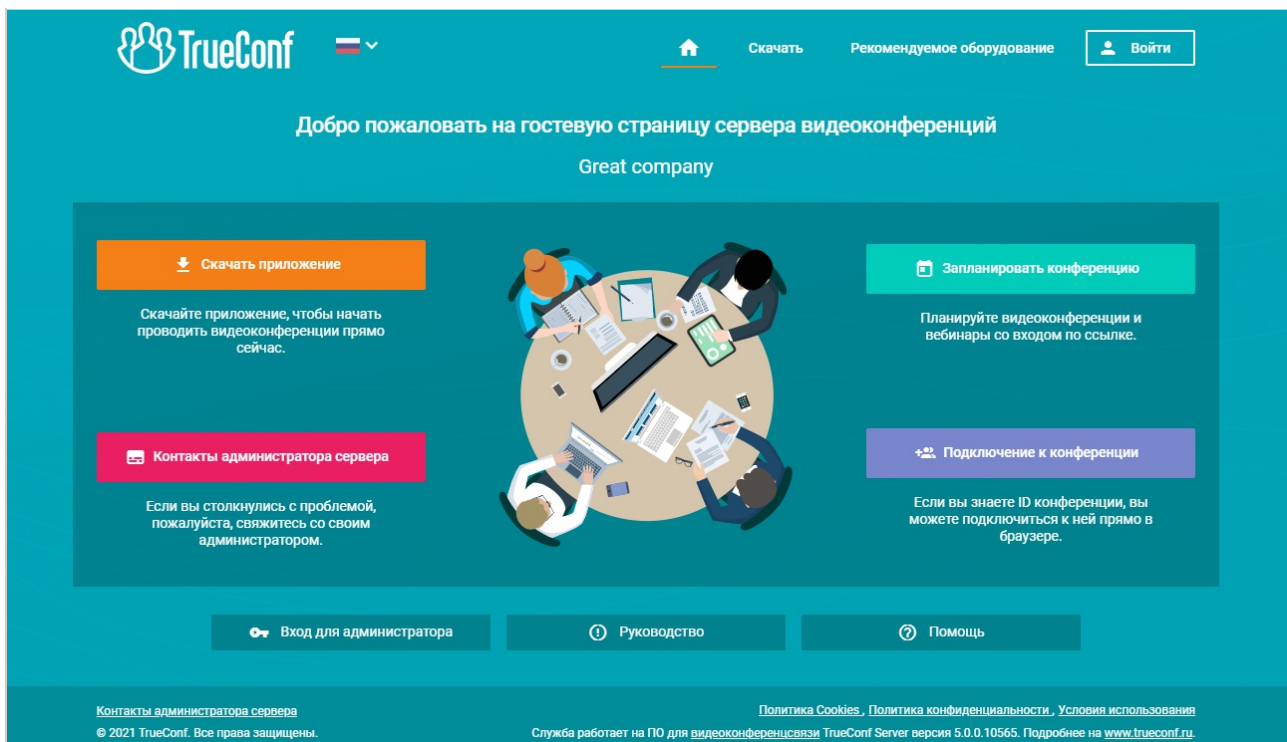 TrueConf
Скачать
Рекомендуемое оборудование
Войти
Добро пожаловать на гостевую страницу сервера видеоконференций
Great company
Скачать приложение
Скачайте приложение, чтобы начать
проводить видеоконференции прямо
сейчас.
Запланировать конференцию
Планируйте видеоконференции и
вебинары со входом по ссылке.
Контакты администратора сервера
Если вы столкнулись с проблемой,
пожалуйста, свяжитесь со своим
администратором.
Подключение к конференции
Если вы знаете ID конференции, вы
можете подключиться к ней прямо в
браузере.
Вход для администратора
Руководство
Помощь
Контакты администратора сервера
Политика Cookies , Политика конфиденциальности , Условия использования
© 2021 TrueConf. Все права защищены.
Служба работает на ПО для видеоконференцсвязи TrueConf Server версия 5.0.0.10565. Подробнее на www.trueconf.ru.